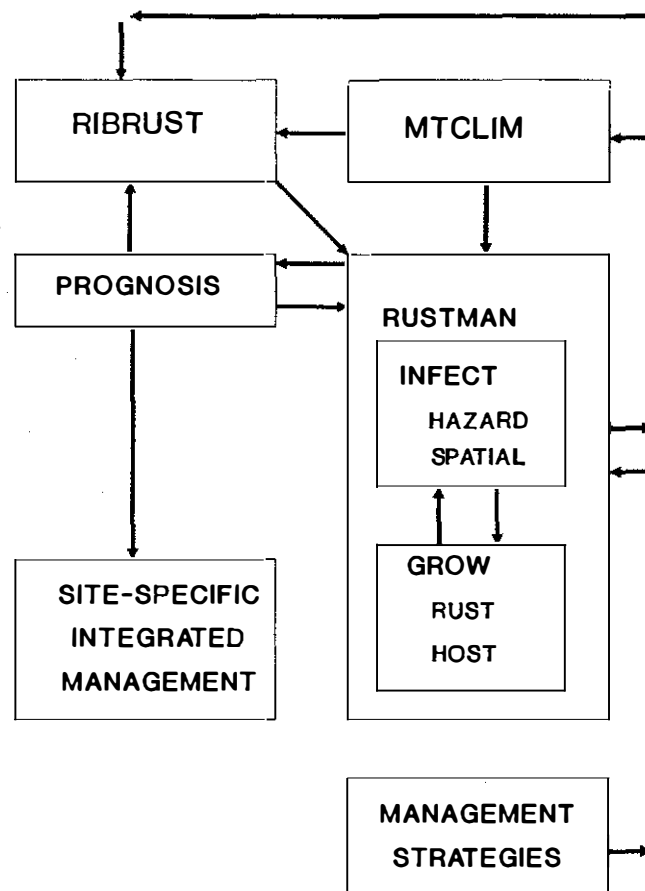 RIBRUST
MTCLIM
PROGNOSIS
RUSTMAN
INFECT
HAZARD
SPATIAL
GROW
RUST
HOST
SITE-SPECIFIC
INTEGRATED
MANAGEMENT
MANAGEMENT
STRATEGIES